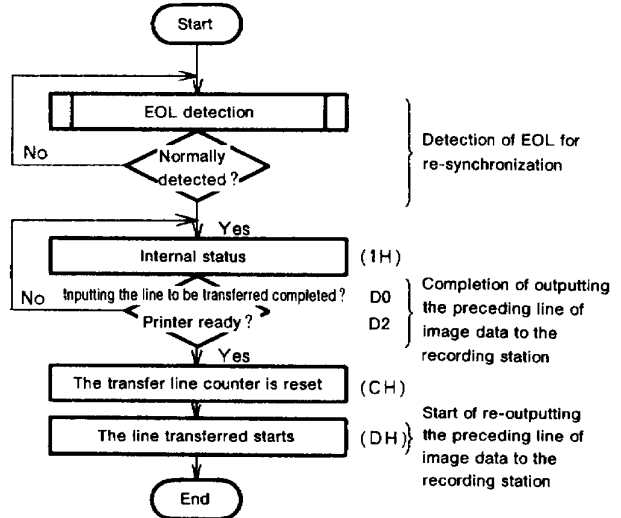 Start
EOL detection
No
Normally
detected ?
Detection of EOL for
re-synchronization
Yes
Internal status
(1H)
No
Inputting the line to be transferred completed ?
D0
Printer ready ?
D2
Completion of outputting
the preceding line of
image data to the
recording station
Yes
The transfer line counter is reset
(CH)
The line transferred starts
(DH)
Start of re-outputting
the preceding line of
image data to the
recording station
End